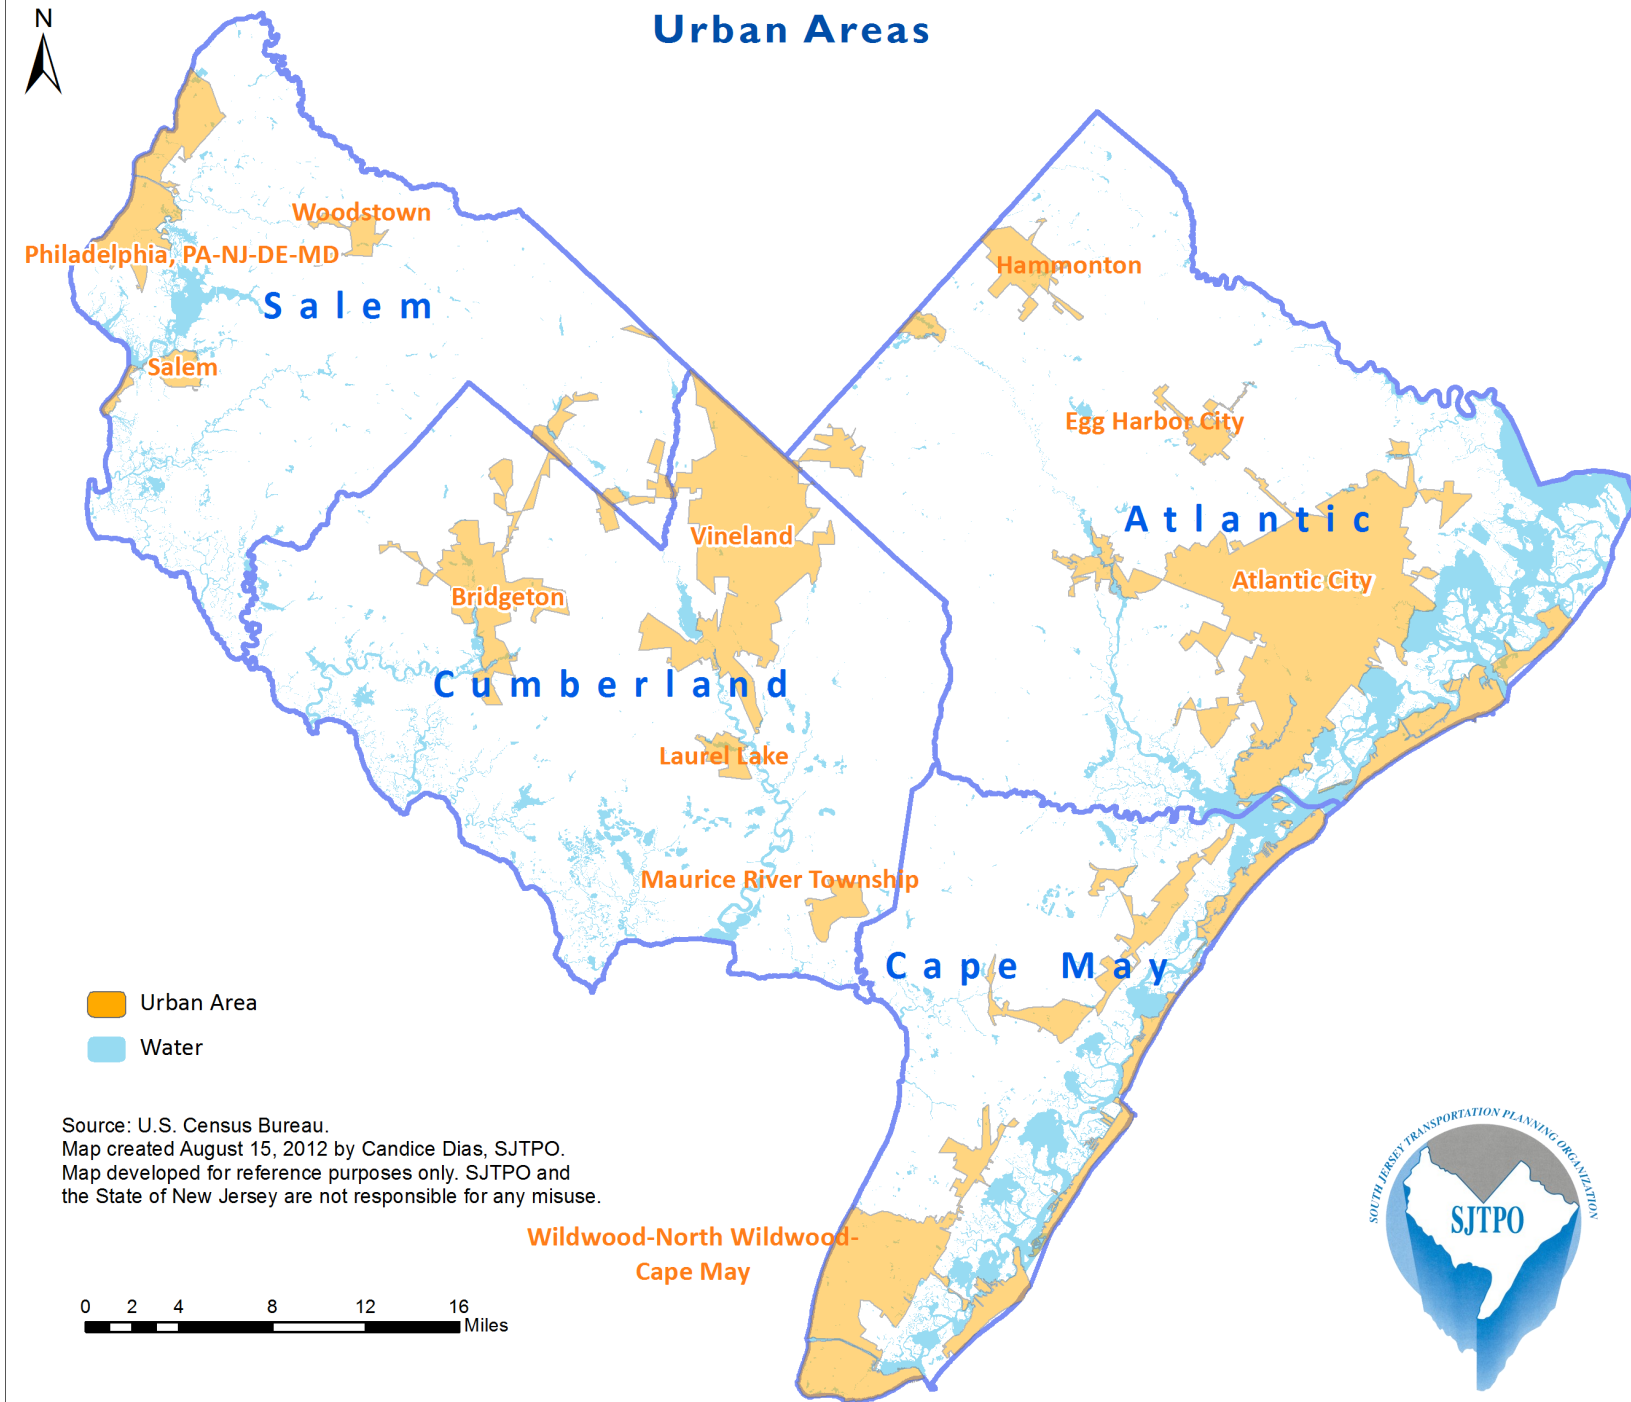 Urban Areas
N
Woodstown
Philadelphia, PA-NJ-DE-MD
Salem
Salem
Hammonton
Egg Harbor City
Atlantic
Vineland
Atlantic City
Bridgeton
Cumberland
Laurel Lake
Maurice River Township
Cape May
Urban Area
Water
Source: U.S. Census Bureau.
Map created August 15, 2012 by Candice Dias, SJTPO.
Map developed for reference purposes only. SJTPO and
the State of New Jersey are not responsible for any misuse.
Wildwood-North Wildwood-
Cape May
0 2 4 8 12 16
Miles
SOUTH JERSEY TRANSPORTATION PLANNING ORGANIZATION
SJTPO